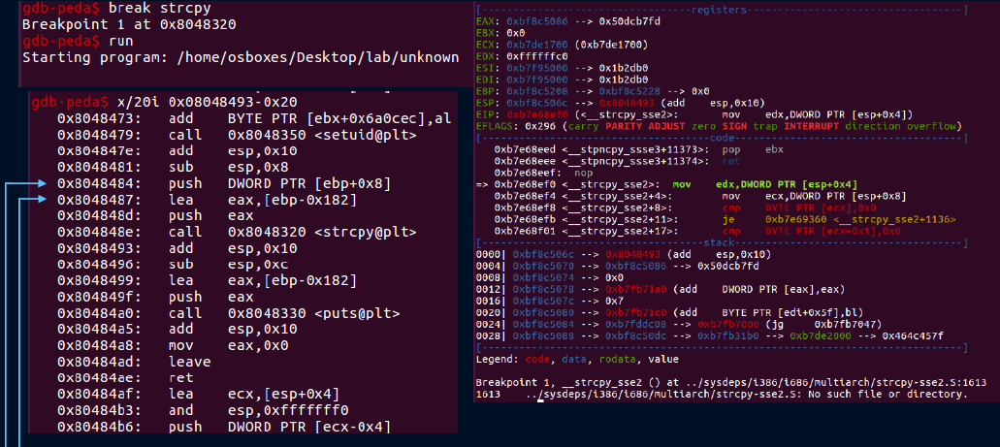 gdb-peda$ break strcpy
Breakpoint 1 at 0x8048320
gdb-peda$ run
Starting program: /home/osboxes/Desktop/lab/unknown
gdb-peda$ x/20i 0x08048493-0x20
0x8048473: add BYTE PTR [ebx+0x6a0cec],al
0x8048479: call 0x8048350 <setuid@plt>
0x804847e: add esp,0x10
0x8048481: sub esp,0x8
0x8048484: push DWORD PTR [ebp+0x8]
0x8048487: lea eax,[ebp-0x182]
0x804848d: push eax
0x804848e: call 0x8048320 <strcpy@plt>
0x8048493: add esp,0x10
0x8048496: sub esp,0xc
0x8048499: lea eax,[ebp-0x182]
0x804849f: push eax
0x80484a0: call 0x8048330 <puts@plt>
0x80484a5: add esp,0x10
0x80484a8: mov eax,0x0
0x80484ad: leave
0x80484ae: ret
0x80484af: lea ecx,[esp+0x4]
0x80484b3: and esp,0xfffffff0
0x80484b6: push DWORD PTR [ecx-0x4]
[----------------------------------registers-----------------------------------]
EAX: 0xbf8c5086 --> 0x50dcb7fd
EBX: 0x0
ECX: 0xb7de1700 (0xb7de1700)
EDX: 0xffffffc0
ESI: 0xb7f95000 --> 0x1b2db0
EDI: 0xb7f95000 --> 0x1b2db0
EBP: 0xbf8c5208 --> 0xbf8c5228 --> 0x0
ESP: 0xbf8c506c --> 0x8048493 (add esp,0x10)
EIP: 0xb7e68ef0 (<__strcpy_sse2>: mov edx,DWORD PTR [esp+0x4])
EFLAGS: 0x296 (carry PARITY ADJUST zero SIGN trap INTERRUPT direction overflow)
[-------------------------------------code-------------------------------------]
0xb7e68eed <__stpncpy_ssse3+11373>: pop ebx
0xb7e68eee <__stpncpy_ssse3+11374>: ret
0xb7e68eef: nop
=> 0xb7e68ef0 <__strcpy_sse2>: mov edx,DWORD PTR [esp+0x4]
0xb7e68ef4 <__strcpy_sse2+4>: mov ecx,DWORD PTR [esp+0x8]
0xb7e68ef8 <__strcpy_sse2+8>: cmp BYTE PTR [ecx],0x0
0xb7e68efb <__strcpy_sse2+11>: je 0xb7e69360 <__strcpy_sse2+1136>
0xb7e68f01 <__strcpy_sse2+17>: cmp BYTE PTR [ecx+0x1],0x0
[------------------------------------stack-------------------------------------]
0000| 0xbf8c506c --> 0x8048493 (add esp,0x10)
0004| 0xbf8c5070 --> 0xbf8c5086 --> 0x50dcb7fd
0008| 0xbf8c5074 --> 0x0
0012| 0xbf8c5078 --> 0xb7fb71a0 (add DWORD PTR [eax],eax)
0016| 0xbf8c507c --> 0x7
0020| 0xbf8c5080 --> 0xb7fb71c0 (add BYTE PTR [edi+0x5f],bl)
0024| 0xbf8c5084 --> 0xb7fddc08 --> 0xb7fb7000 (jg 0xb7fb7047)
0028| 0xbf8c5088 --> 0xbf8c50dc --> 0xb7fb31b0 --> 0xb7de2000 --> 0x464c457f
[------------------------------------------------------------------------------]
Legend: code, data, rodata, value
Breakpoint 1, __strcpy_sse2 () at ../sysdeps/i386/i686/multiarch/strcpy-sse2.S:1613
1613 ../sysdeps/i386/i686/multiarch/strcpy-sse2.S: No such file or directory.